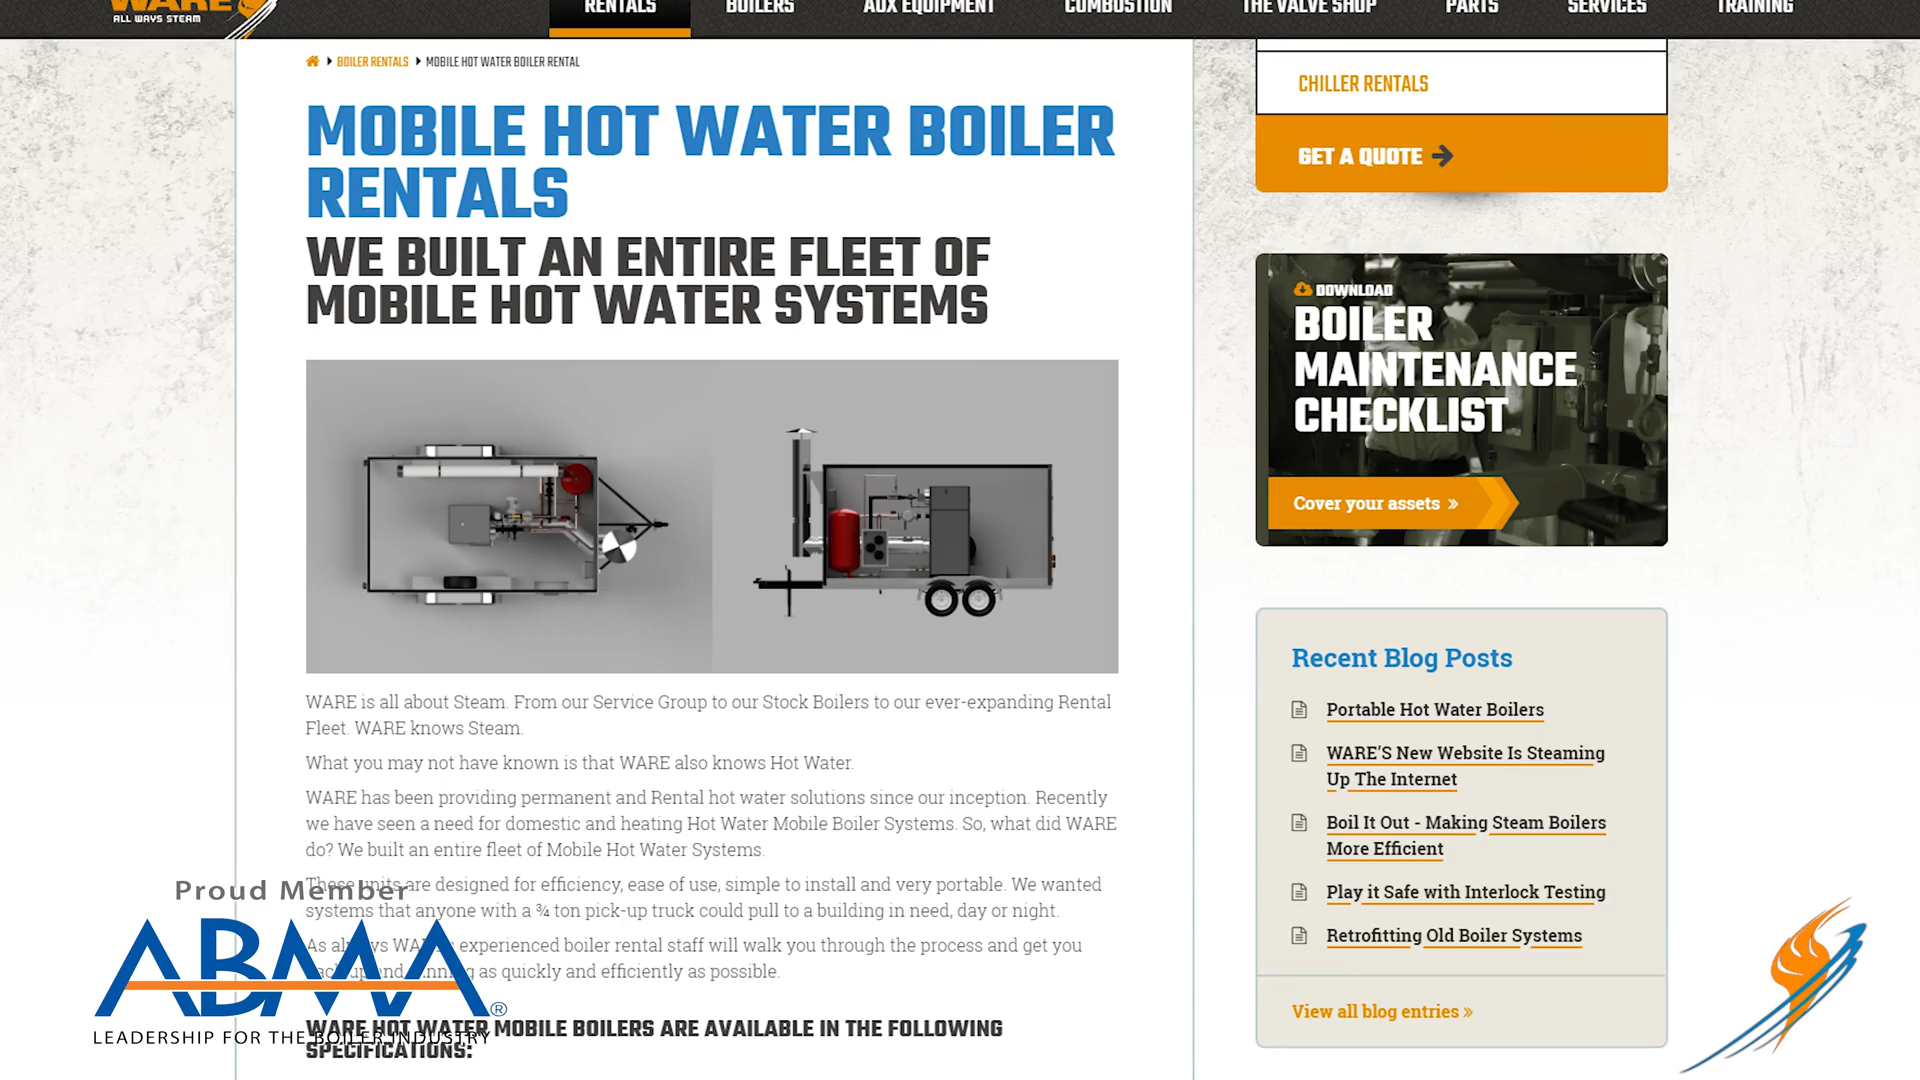 WARE
ALL WAYS STEAM
RENTALS
BOILERS
AUX EQUIPMENT
COMBUSTION
THE VALVE SHOP
PARTS
SERVICES
TRAINING
BOILER RENTALS
MOBILE HOT WATER BOILER RENTAL
MOBILE HOT WATER BOILER
RENTALS
WE BUILT AN ENTIRE FLEET OF
MOBILE HOT WATER SYSTEMS
WARE is all about Steam. From our Service Group to our Stock Boilers to our ever-expanding Rental
Fleet. WARE knows Steam.
What you may not have known is that WARE also knows Hot Water.
WARE has been providing permanent and Rental hot water solutions since our inception. Recently
we have seen a need for domestic and heating Hot Water Mobile Boiler Systems. So, what did WARE
do? We built an entire fleet of Mobile Hot Water Systems.
These units are designed for efficiency, ease of use, simple to install and very portable. We wanted
systems that anyone with a ¾ ton pick-up truck could pull to a building in need, day or night.
As always experienced boiler rental staff will walk you through the process and get you
and as quickly and efficiently as possible.
WARE HOT WATER MOBILE BOILERS ARE AVAILABLE IN THE FOLLOWING
SPECIFICATIONS:
Proud Member
ABMA®
LEADERSHIP FOR THE BOILER INDUSTRY
CHILLER RENTALS
GET A QUOTE
DOWNLOAD
BOILER
MAINTENANCE
CHECKLIST
Cover your assets »
Recent Blog Posts
Portable Hot Water Boilers
WARE'S New Website Is Steaming
Up The Internet
Boil It Out - Making Steam Boilers
More Efficient
Play it Safe with Interlock Testing
Retrofitting Old Boiler Systems
View all blog entries »